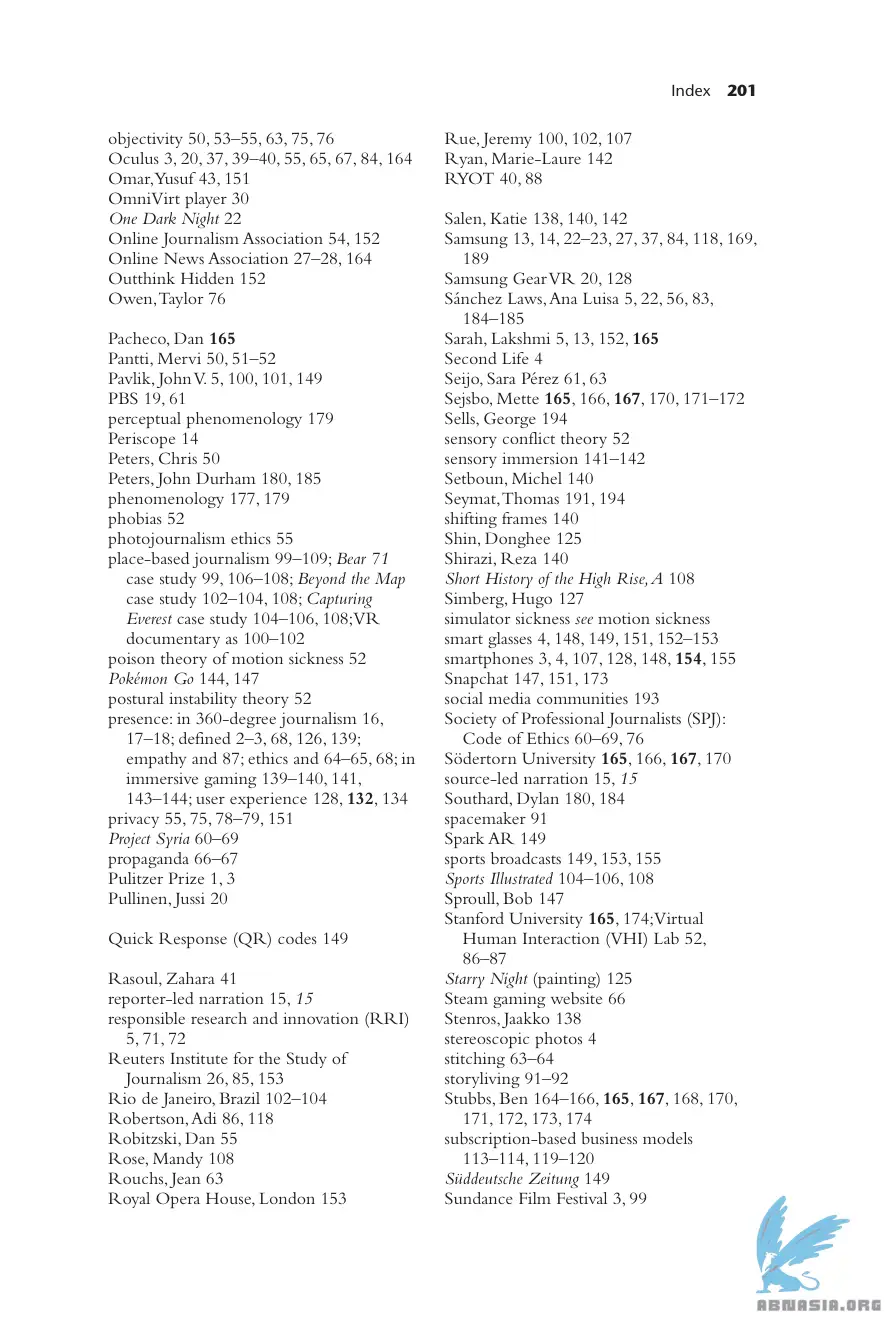 Index 201
objectivity 50, 53–55, 63, 75, 76
Oculus 3, 20, 37, 39–40, 55, 65, 67, 84, 164
Omar, Yusuf 43, 151
OmniVirt player 30
One Dark Night 22
Online Journalism Association 54, 152
Online News Association 27–28, 164
Outthink Hidden 152
Owen, Taylor 76
Pacheco, Dan 165
Pantti, Mervi 50, 51–52
Pavlik, John V. 5, 100, 101, 149
PBS 19, 61
perceptual phenomenology 179
Periscope 14
Peters, Chris 50
Peters, John Durham 180, 185
phenomenology 177, 179
phobias 52
photojournalism ethics 55
place-based journalism 99–109; Bear 71
case study 99, 106–108; Beyond the Map
case study 102–104, 108; Capturing
Everest case study 104–106, 108; VR
documentary as 100–102
poison theory of motion sickness 52
Pokémon Go 144, 147
postural instability theory 52
presence: in 360-degree journalism 16,
17–18; defined 2–3, 68, 126, 139;
empathy and 87; ethics and 64–65, 68; in
immersive gaming 139–140, 141,
143–144; user experience 128, 132, 134
privacy 55, 75, 78–79, 151
Project Syria 60–69
propaganda 66–67
Pulitzer Prize 1, 3
Pullinen, Jussi 20
Quick Response (QR) codes 149
Rasoul, Zahara 41
reporter-led narration 15, 15
responsible research and innovation (RRI)
5, 71, 72
Reuters Institute for the Study of
Journalism 26, 85, 153
Rio de Janeiro, Brazil 102–104
Robertson, Adi 86, 118
Robitzski, Dan 55
Rose, Mandy 108
Rouchs, Jean 63
Royal Opera House, London 153
Rue, Jeremy 100, 102, 107
Ryan, Marie-Laure 142
RYOT 40, 88
Salen, Katie 138, 140, 142
Samsung 13, 14, 22–23, 27, 37, 84, 118, 169,
189
Samsung Gear VR 20, 128
Sánchez Laws, Ana Luisa 5, 22, 56, 83,
184–185
Sarah, Lakshmi 5, 13, 152, 165
Second Life 4
Seijo, Sara Pérez 61, 63
Sejsbo, Mette 165, 166, 167, 170, 171–172
Sells, George 194
sensory conflict theory 52
sensory immersion 141–142
Setboun, Michel 140
Seymat, Thomas 191, 194
shifting frames 140
Shin, Donghee 125
Shirazi, Reza 140
Short History of the High Rise, A 108
Simberg, Hugo 127
simulator sickness see motion sickness
smart glasses 4, 148, 149, 151, 152–153
smartphones 3, 4, 107, 128, 148, 154, 155
Snapchat 147, 151, 173
social media communities 193
Society of Professional Journalists (SPJ):
Code of Ethics 60–69, 76
Södertorn University 165, 166, 167, 170
source-led narration 15, 15
Southard, Dylan 180, 184
spacemaker 91
Spark AR 149
sports broadcasts 149, 153, 155
Sports Illustrated 104–106, 108
Sproull, Bob 147
Stanford University 165, 174; Virtual
Human Interaction (VHI) Lab 52,
86–87
Starry Night (painting) 125
Steam gaming website 66
Stenros, Jaakko 138
stereoscopic photos 4
stitching 63–64
storyliving 91–92
Stubbs, Ben 164–166, 165, 167, 168, 170,
171, 172, 173, 174
subscription-based business models
113–114, 119–120
Süddeutsche Zeitung 149
Sundance Film Festival 3, 99
ABNASIA.ORG